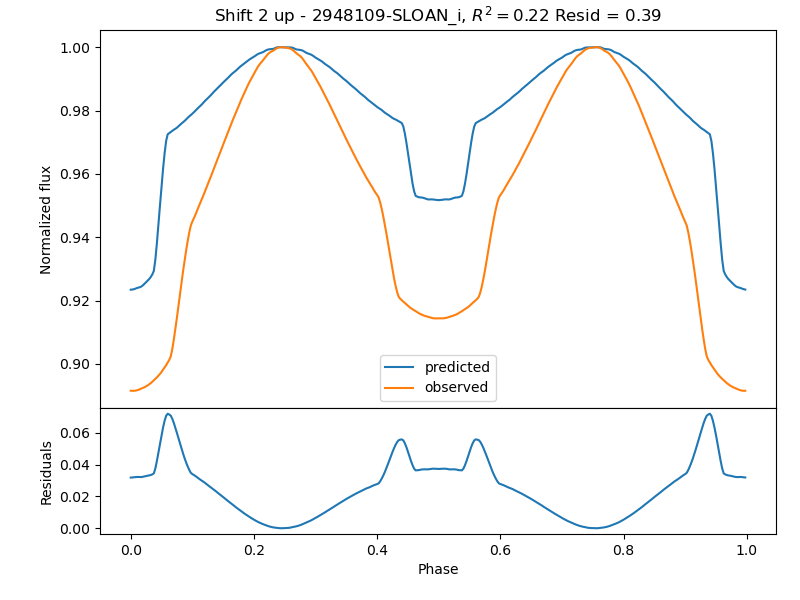 Shift 2 up - 2948109-SLOAN_i, R² = 0.22 Resid = 0.39
1.00
0.98
0.96
0.94
0.92
0.90
Normalized flux
predicted
observed
0.06
0.04
0.02
0.00
Residuals
0.0 0.2 0.4 0.6 0.8 1.0
Phase